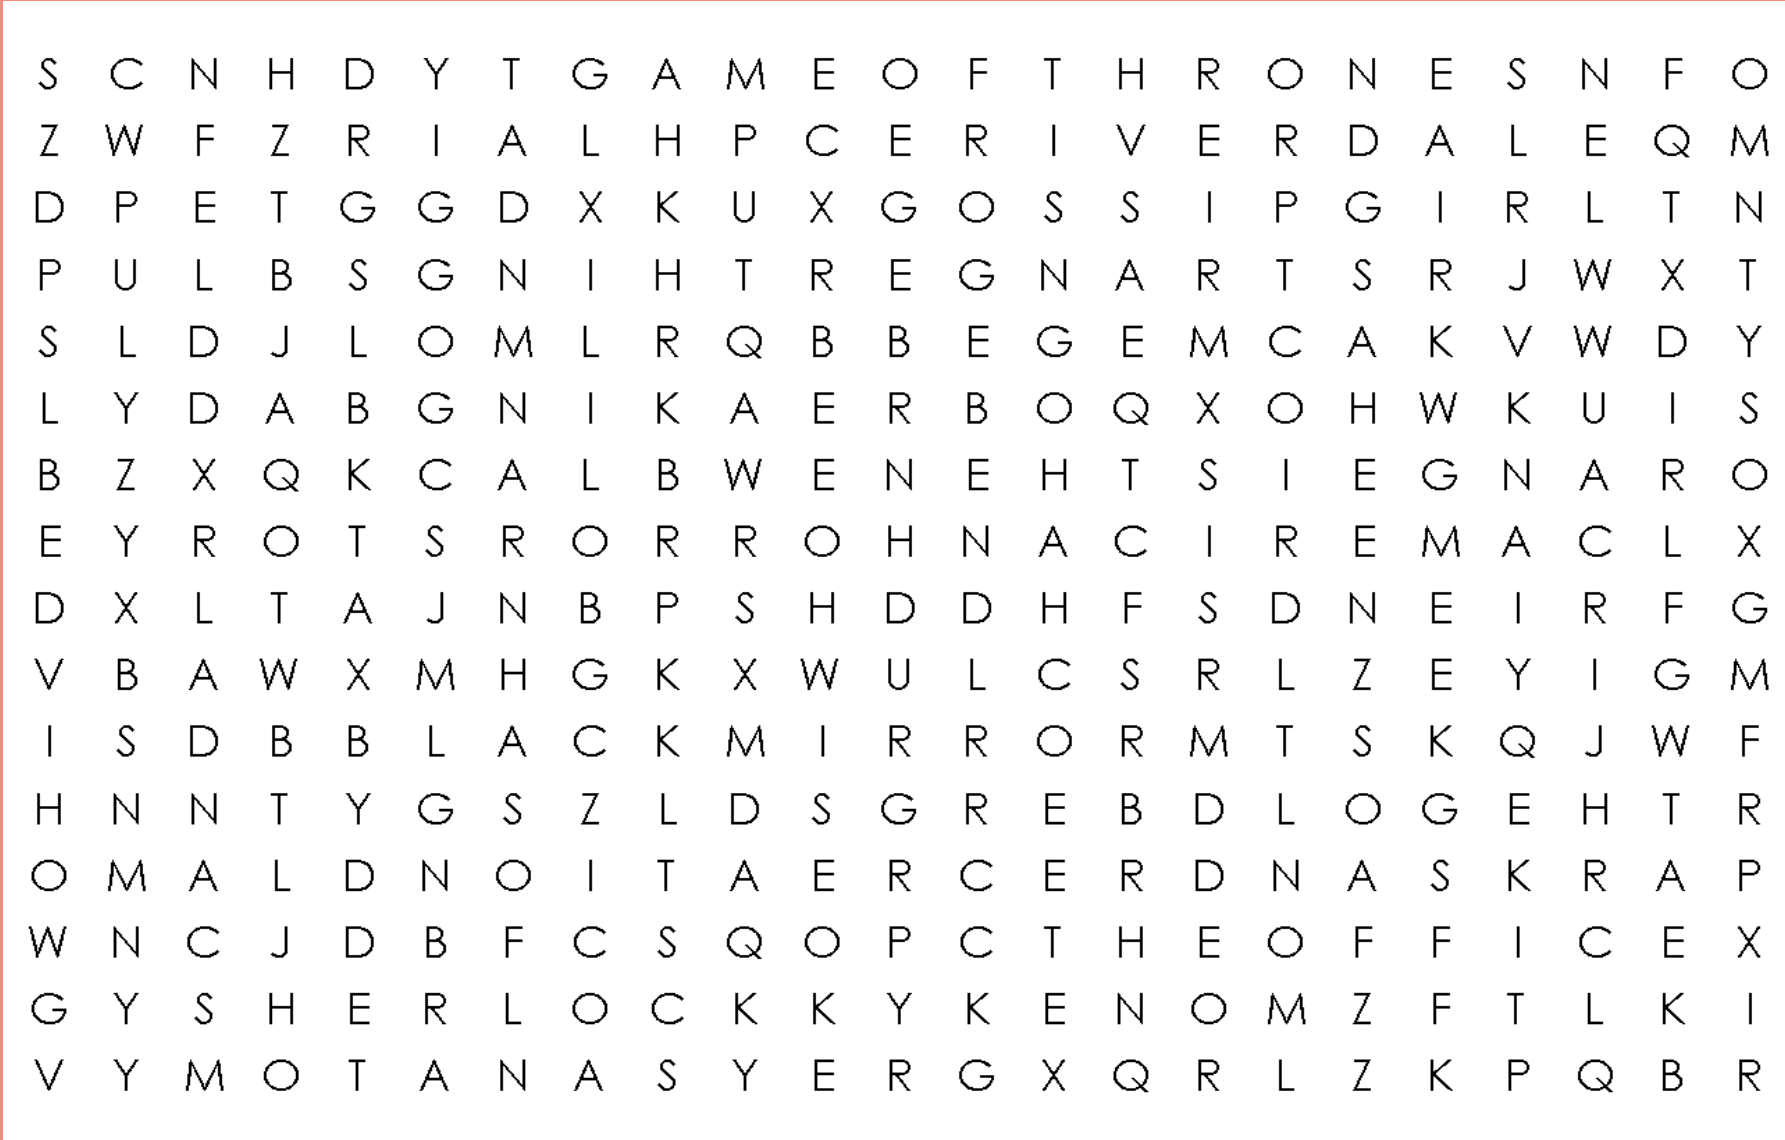 S C N H D Y T G A M E O F T H R O N E S N F O
Z W F Z R I A L H P C E R I V E R D A L E Q M
D P E T G G D X K U X G O S S I P G I R L T N
P U L B S G N I H T R E G N A R T S R J W X T
S L D J L O M L R Q B B E G E M C A K V W D Y
L Y D A B G N I K A E R B O Q X O H W K U I S
B Z X Q K C A L B W E N E H T S I E G N A R O
E Y R O T S R O R R O H N A C I R E M A C L X
D X L T A J N B P S H D D H F S D N E I R F G
V B A W X M H G K X W U L C S R L Z E Y I G M
I S D B B L A C K M I R R O R M T S K Q J W F
H N N T Y G S Z L D S G R E B D L O G E H T R
O M A L D N O I T A E R C E R D N A S K R A P
W N C J D B F C S Q O P C T H E O F F I C E X
G Y S H E R L O C K K Y K E N O M Z F T L K I
V Y M O T A N A S Y E R G X Q R L Z K P Q B R